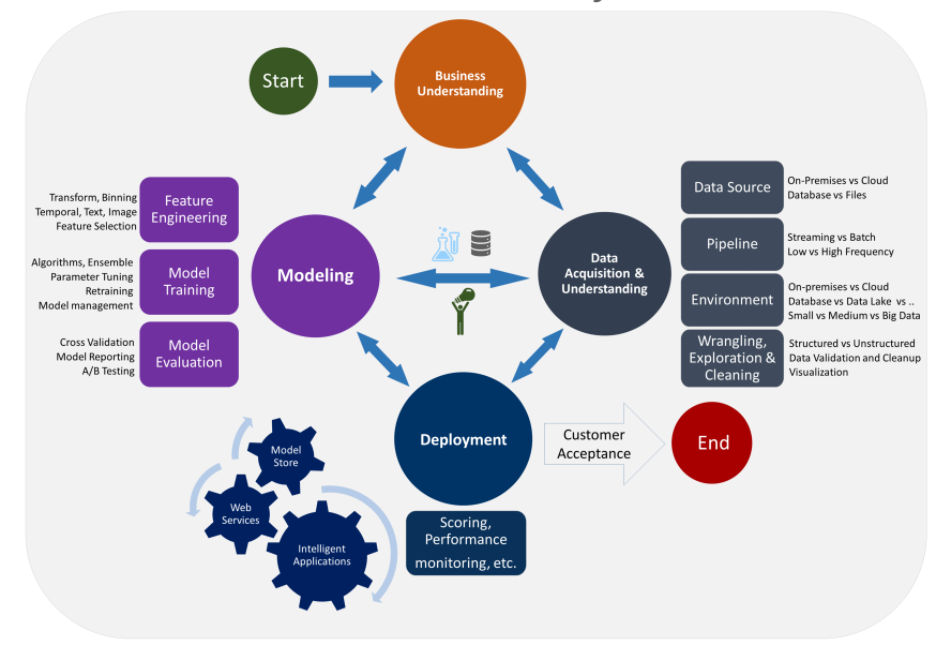 Start
Business
Understanding
Feature
Engineering
Transform, Binning
Temporal, Text, Image
Feature Selection
Model
Training
Algorithms, Ensemble
Parameter Tuning
Retraining
Model management
Model
Evaluation
Cross Validation
Model Reporting
A/B Testing
Modeling
Data
Acquisition &
Understanding
Data Source
On-Premises vs Cloud
Database vs Files
Pipeline
Streaming vs Batch
Low vs High Frequency
Environment
On-premises vs Cloud
Database vs Data Lake vs ..
Small vs Medium vs Big Data
Wrangling,
Exploration &
Cleaning
Structured vs Unstructured
Data Validation and Cleanup
Visualization
Deployment
Customer
Acceptance
End
Model
Store
Web
Services
Intelligent
Applications
Scoring,
Performance
monitoring, etc.